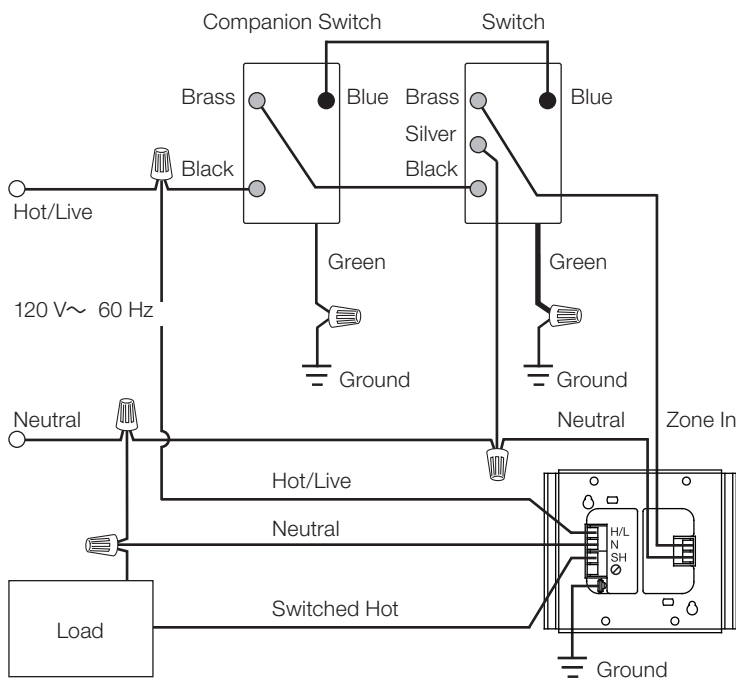 Companion Switch
Switch
Brass
Blue
Brass
Blue
Silver
Black
Black
Hot/Live
Green
Green
120 V~ 60 Hz
Ground
Ground
Neutral
Neutral
Zone In
Hot/Live
H/L
Neutral
N
SH
Switched Hot
Load
Ground